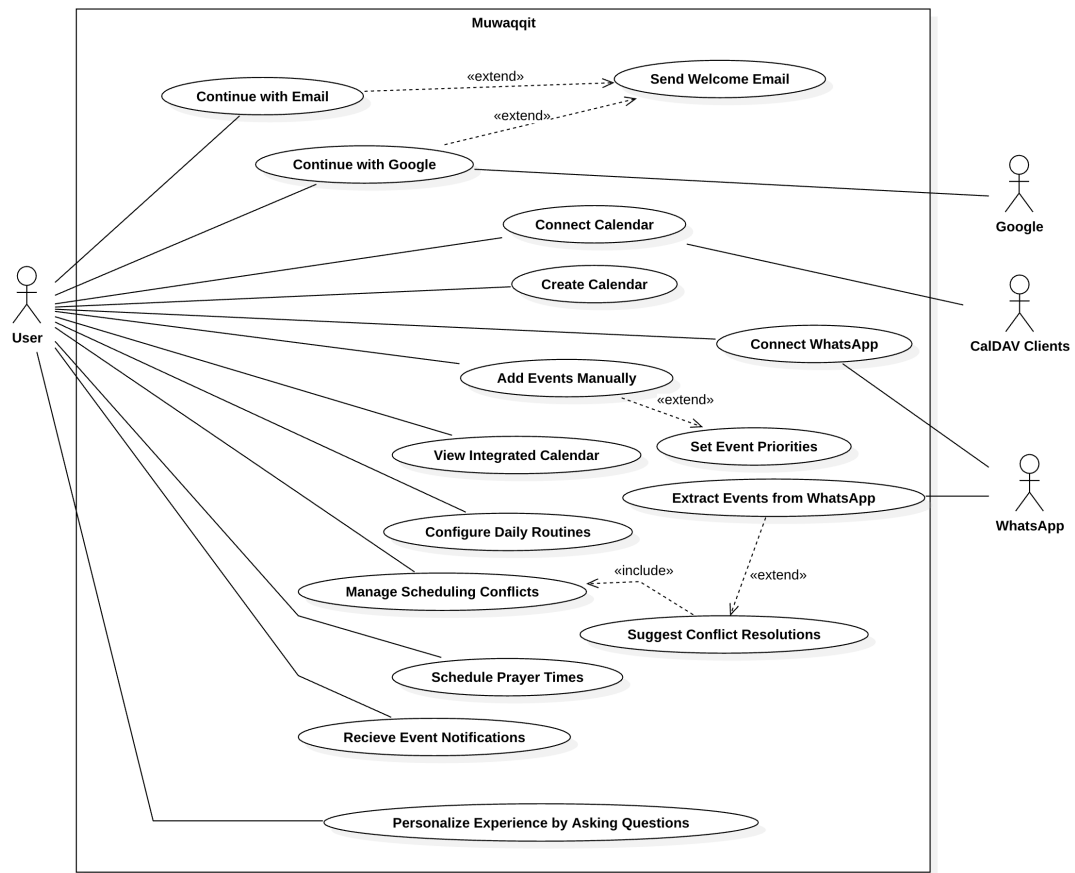 Muwaqqit
«extend»
Send Welcome Email
Continue with Email
«extend»
Continue with Google
Google
Connect Calendar
Create Calendar
User
CalDAV Clients
Connect WhatsApp
Add Events Manually
«extend»
Set Event Priorities
View Integrated Calendar
Extract Events from WhatsApp
WhatsApp
Configure Daily Routines
«include»
«extend»
Manage Scheduling Conflicts
Suggest Conflict Resolutions
Schedule Prayer Times
Recieve Event Notifications
Personalize Experience by Asking Questions